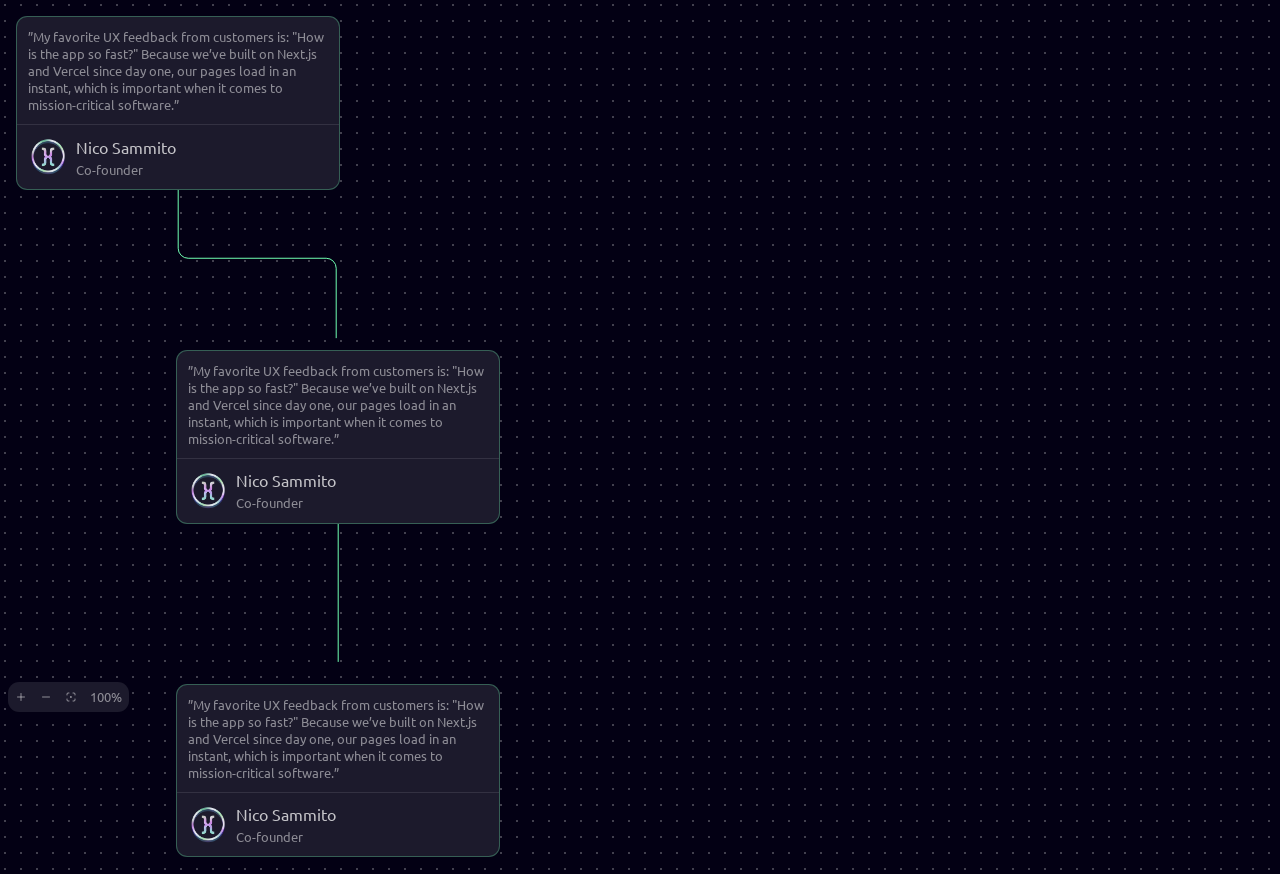 "My favorite UX feedback from customers is: "How
is the app so fast?" Because we've built on Next.js
and Vercel since day one, our pages load in an
instant, which is important when it comes to
mission-critical software.”
Nico Sammito
Co-founder
"My favorite UX feedback from customers is: "How
is the app so fast?" Because we've built on Next.js
and Vercel since day one, our pages load in an
instant, which is important when it comes to
mission-critical software.”
Nico Sammito
Co-founder
100%
"My favorite UX feedback from customers is: "How
is the app so fast?" Because we've built on Next.js
and Vercel since day one, our pages load in an
instant, which is important when it comes to
mission-critical software.”
Nico Sammito
Co-founder